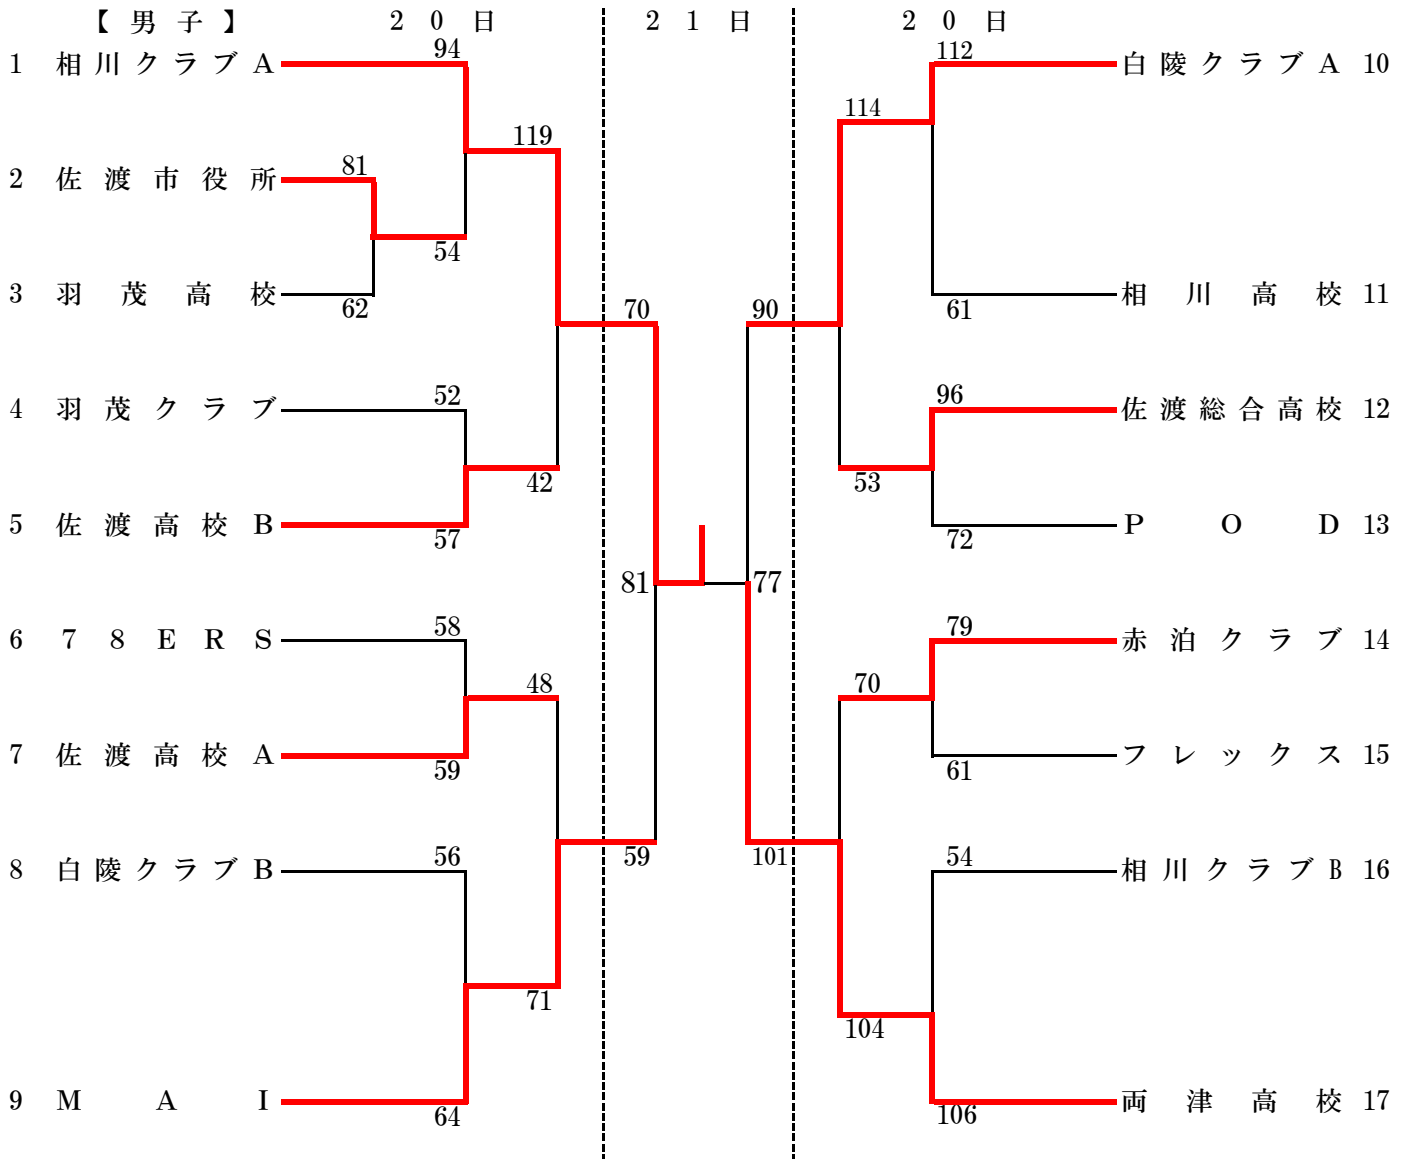 【男子】 20日 21日 20日
94 112
1 相川クラブA 白陵クラブA 10
114
119
81
2 佐渡市役所
54
3 羽茂高校 相川高校 11
62 70 90 61
52 96
4 羽茂クラブ 佐渡総合高校 12
42 53
5 佐渡高校B POD 13
57 72
81 77
58 79
6 78ERS 赤泊クラブ 14
48 70
7 佐渡高校A フレックス 15
59 61
56 59 101 54
8 白陵クラブB 相川クラブB 16
71
104
9 MAI 両津高校 17
64 106